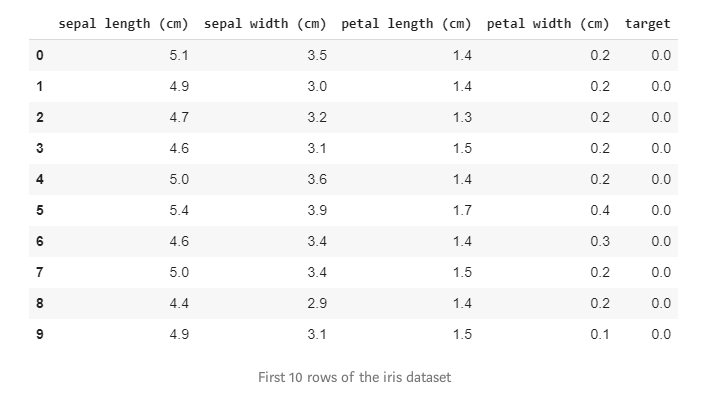 sepal length (cm) sepal width (cm) petal length (cm) petal width (cm) target
0 5.1 3.5 1.4 0.2 0.0
1 4.9 3.0 1.4 0.2 0.0
2 4.7 3.2 1.3 0.2 0.0
3 4.6 3.1 1.5 0.2 0.0
4 5.0 3.6 1.4 0.2 0.0
5 5.4 3.9 1.7 0.4 0.0
6 4.6 3.4 1.4 0.3 0.0
7 5.0 3.4 1.5 0.2 0.0
8 4.4 2.9 1.4 0.2 0.0
9 4.9 3.1 1.5 0.1 0.0
First 10 rows of the iris dataset